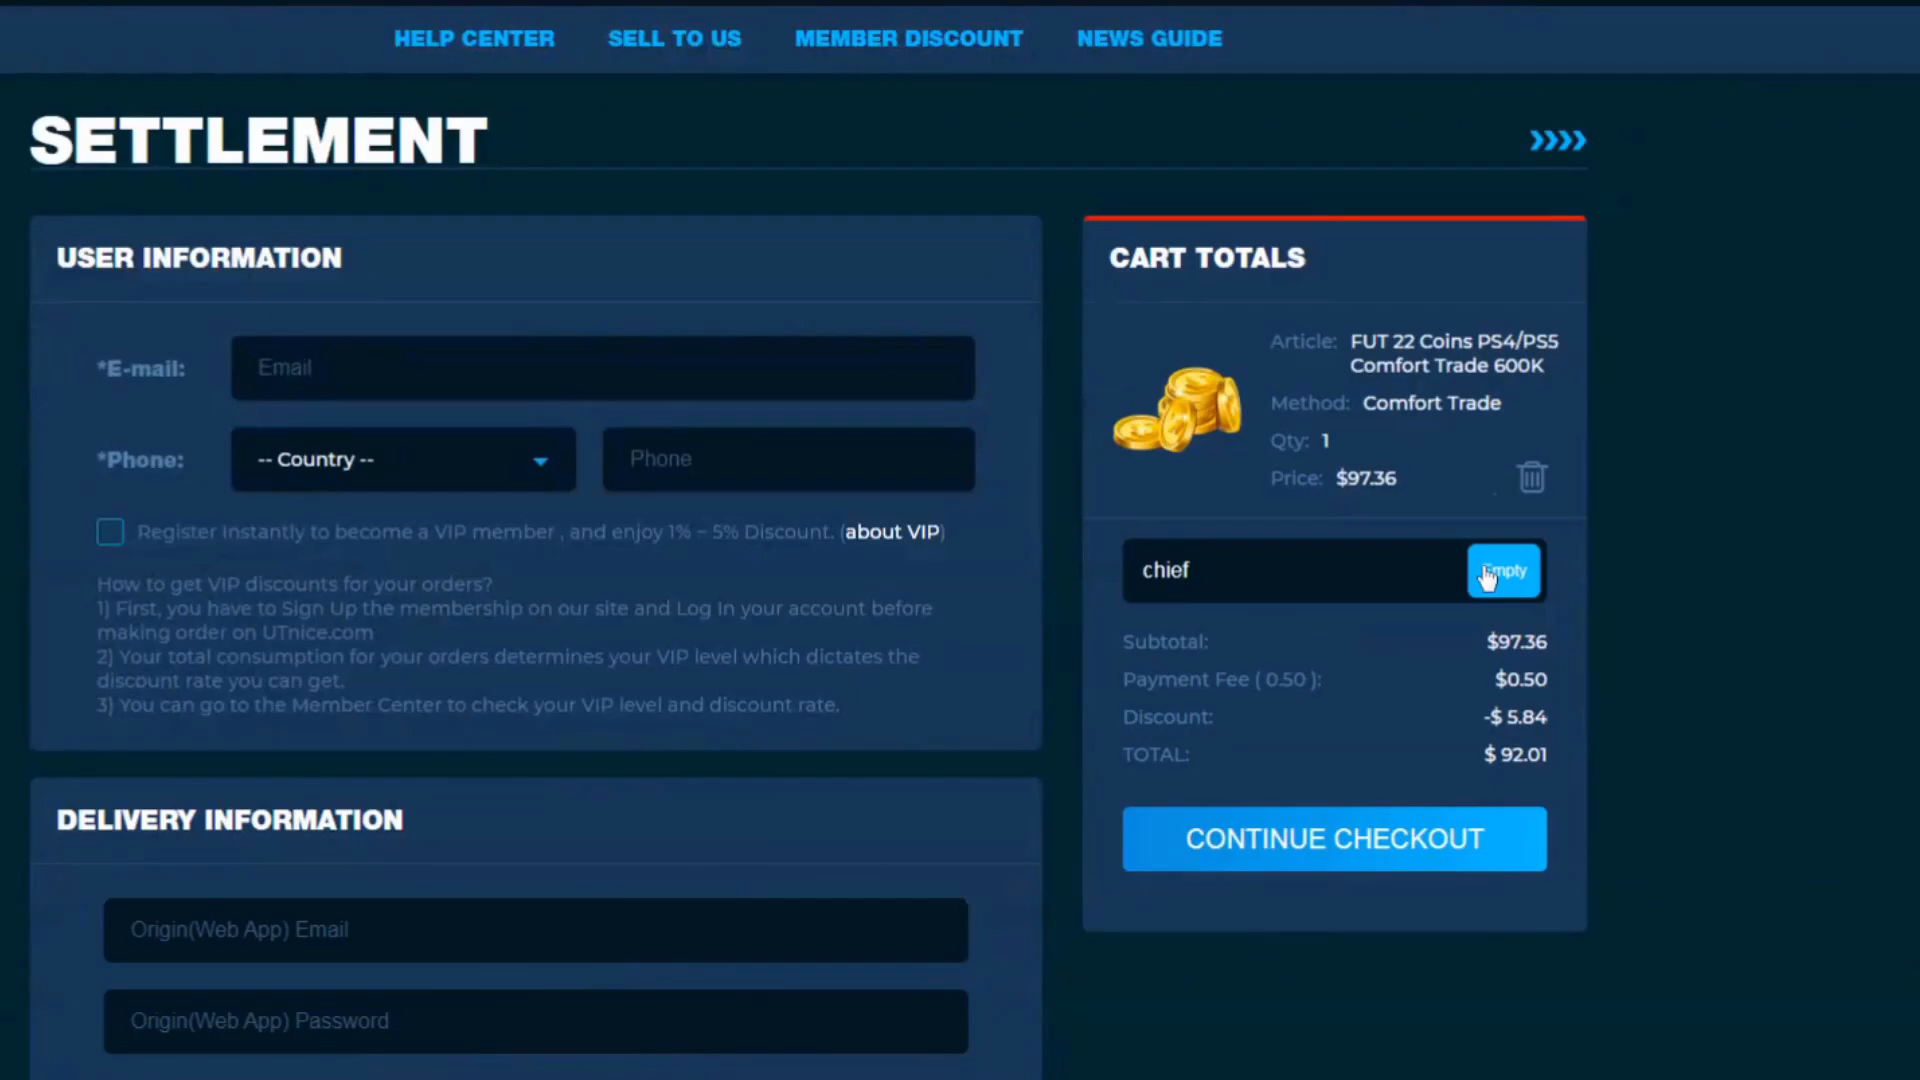 HELP CENTER SELL TO US MEMBER DISCOUNT NEWS GUIDE
SETTLEMENT
USER INFORMATION
*E-mail: Email
*Phone: -- Country -- Phone
Register Instantly to become a VIP member , and enjoy 1% ~ 5% Discount. (about VIP)
How to get VIP discounts for your orders?
1) First, you have to Sign Up the membership on our site and Log In your account before
making order on UTnice.com
2) Your total consumption for your orders determines your VIP level which dictates the
discount rate you can get.
3) You can go to the Member Center to check your VIP level and discount rate.
DELIVERY INFORMATION
Origin(Web App) Email
Origin(Web App) Password
CART TOTALS
Article: FUT 22 Coins PS4/PS5
Comfort Trade 600K
Method: Comfort Trade
Qty: 1
Price: $97.36
chief Empty
Subtotal: $97.36
Payment Fee ( 0.50 ): $0.50
Discount: -$ 5.84
TOTAL: $ 92.01
CONTINUE CHECKOUT